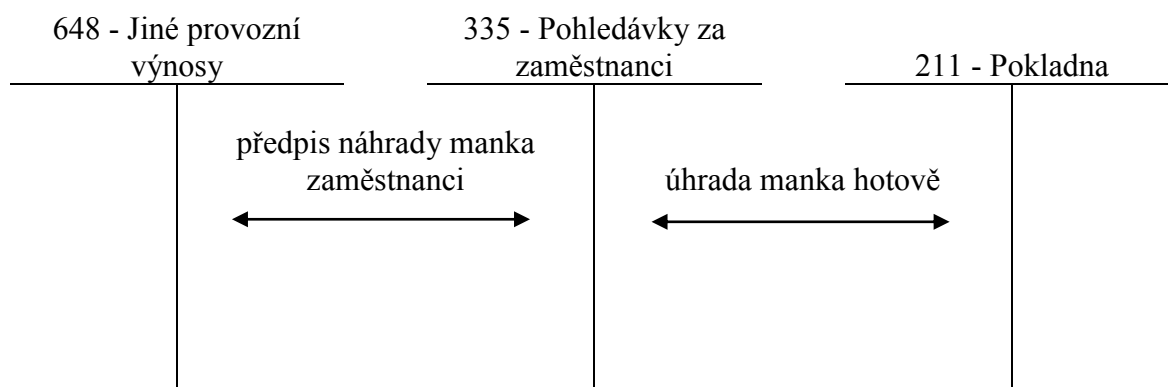 648 - Jiné provozní
výnosy
335 - Pohledávky za
zaměstnanci
211 - Pokladna
předpis náhrady manka
zaměstnanci
úhrada manka hotově